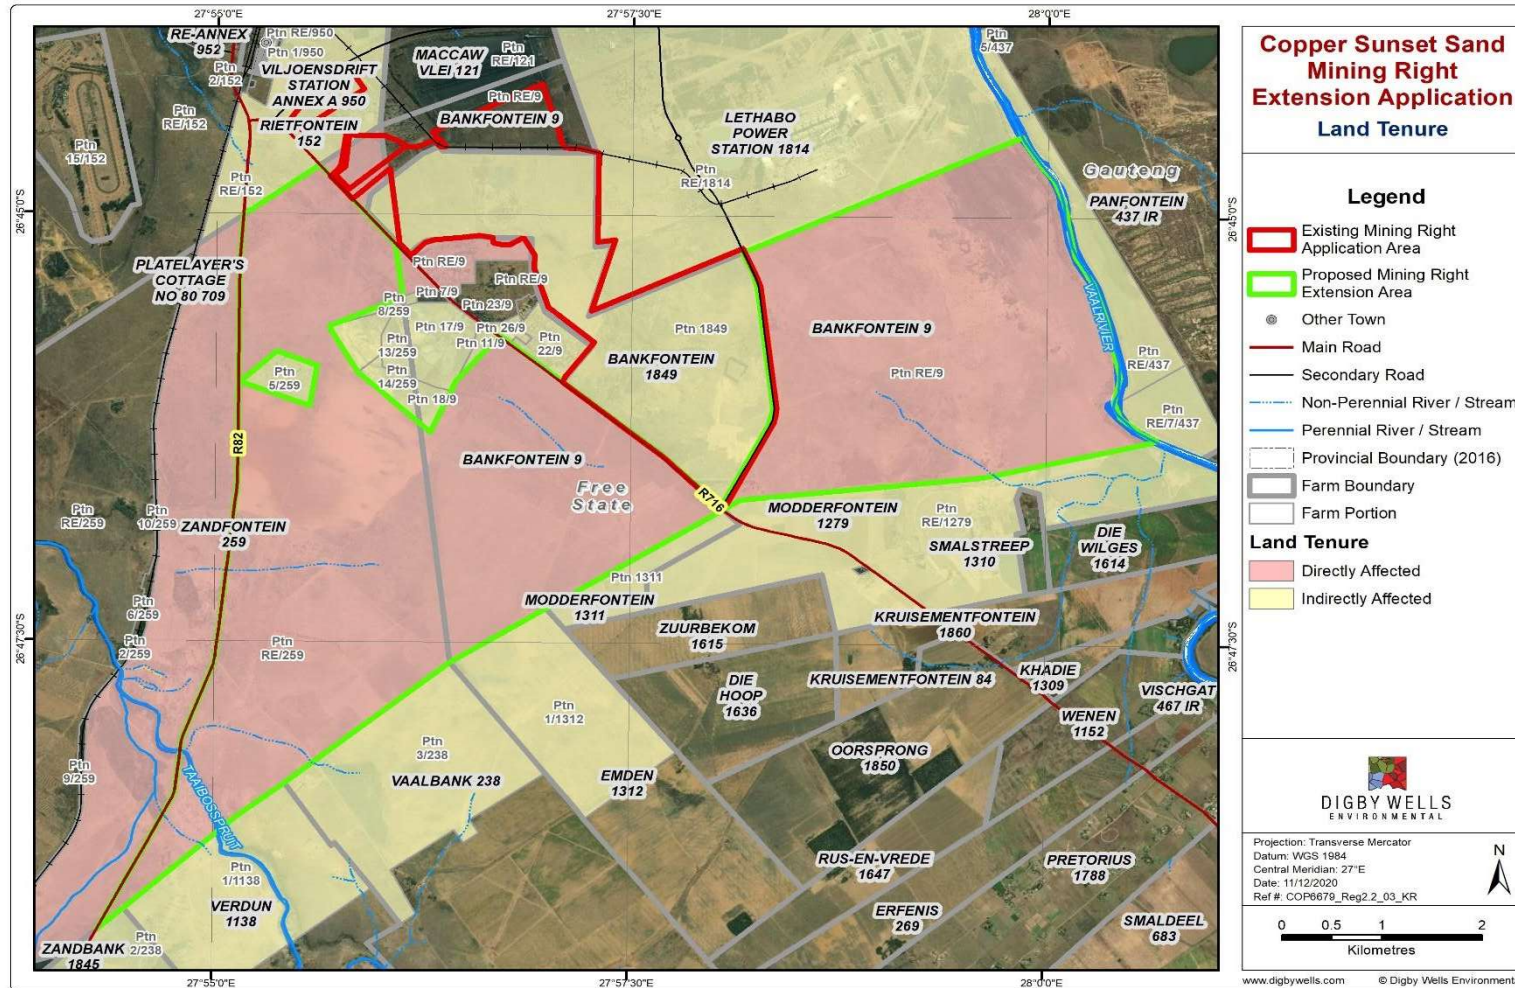 27°55'0"E
27°57'30"E
28°0'0"E
RE-ANNEX
952
Ptn RE/950
Ptn 1/950
Ptn
2/152
VILJOENSDRIFT
STATION
ANNEX A 950
MACCAW
VLEI 121
Ptn
RE/121
Ptn
5/437
Ptn RE/9
BANKFONTEIN 9
Ptn
RE/152
Ptn
15/152
RIETFONTEIN
152
LETHABO
POWER
STATION 1814
Ptn
RE/1814
Ptn
RE/152
Gauteng
PANFONTEIN
437 IR
26°45'0"S
26°45'0"S
PLATELAYER'S
COTTAGE
NO 80 709
Ptn RE/9
Ptn RE/9
Ptn 7/9
Ptn
8/259
Ptn 23/9
Ptn 17/9
Ptn 26/9
Ptn 11/9
Ptn
22/9
Ptn
13/259
Ptn
14/259
Ptn
5/259
Ptn 18/9
Ptn 1849
BANKFONTEIN
1849
BANKFONTEIN 9
Ptn RE/9
VAALRIVIER
Ptn
RE/437
Ptn
RE/7/437
R82
BANKFONTEIN 9
Free
State
R716
Ptn
RE/259
Ptn
10/259
ZANDFONTEIN
259
MODDERFONTEIN
1279
Ptn
RE/1279
SMALSTREEP
1310
DIE
WILGES
1614
Ptn 1311
MODDERFONTEIN
1311
Ptn
6/259
Ptn
2/259
Ptn
RE/259
ZUURBEKOM
1615
KRUISEMENTFONTEIN
1860
26°47'30"S
26°47'30"S
DIE
HOOP
1636
KRUISEMENTFONTEIN 84
KHADIE
1309
VISCHGAT
467 IR
WENEN
1152
Ptn
1/1312
Ptn
3/238
VAALBANK 238
EMDEN
1312
OORSPRONG
1850
Ptn
9/259
TAAIBOSSPRUIT
Ptn
1/1138
VERDUN
1138
RUS-EN-VREDE
1647
PRETORIUS
1788
ERFENIS
269
SMALDEEL
683
ZANDBANK
1845
Ptn
2/238
27°55'0"E
27°57'30"E
28°0'0"E
Copper Sunset Sand
Mining Right
Extension Application
Land Tenure
Legend
Existing Mining Right
Application Area
Proposed Mining Right
Extension Area
Other Town
Main Road
Secondary Road
Non-Perennial River / Stream
Perennial River / Stream
Provincial Boundary (2016)
Farm Boundary
Farm Portion
Land Tenure
Directly Affected
Indirectly Affected
DIGBY WELLS
ENVIRONMENTAL
Projection: Transverse Mercator
Datum: WGS 1984
Central Meridian: 27°E
Date: 11/12/2020
Ref #: COP6679_Reg2.2_03_KR
N
0 0.5 1 2
Kilometres
www.digbywells.com © Digby Wells Environment